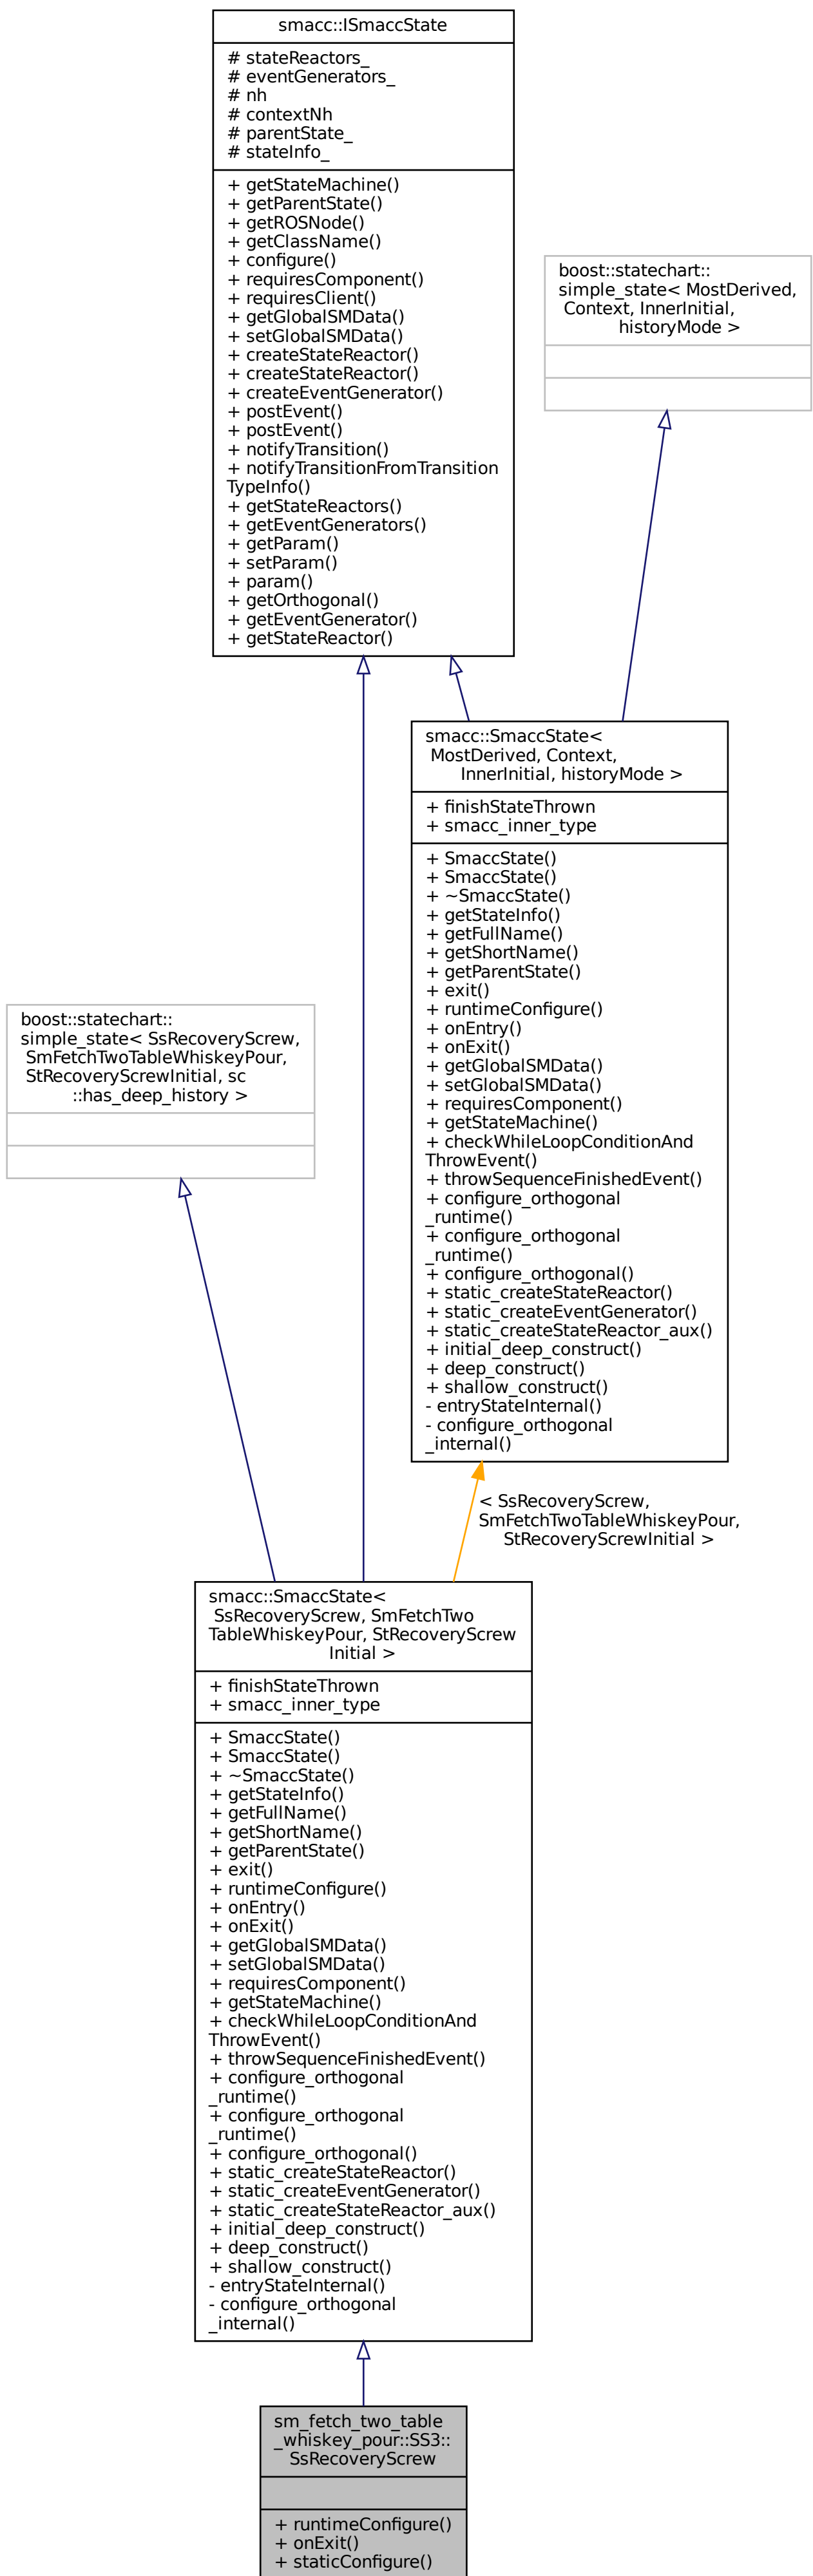 smacc::ISmaccState
# stateReactors_
# eventGenerators_
# nh
# contextNh
# parentState_
# stateInfo_
+ getStateMachine()
+ getParentState()
+ getROSNode()
+ getClassName()
+ configure()
+ requiresComponent()
+ requiresClient()
+ getGlobalSMData()
+ setGlobalSMData()
+ createStateReactor()
+ createStateReactor()
+ createEventGenerator()
+ postEvent()
+ postEvent()
+ notifyTransition()
+ notifyTransitionFromTransition
TypeInfo()
+ getStateReactors()
+ getEventGenerators()
+ getParam()
+ setParam()
+ param()
+ getOrthogonal()
+ getEventGenerator()
+ getStateReactor()
boost::statechart::
simple_state< MostDerived,
Context, InnerInitial,
historyMode >
smacc::SmaccState<
MostDerived, Context,
InnerInitial, historyMode >
+ finishStateThrown
+ smacc_inner_type
+ SmaccState()
+ SmaccState()
+ ~SmaccState()
+ getStateInfo()
+ getFullName()
+ getShortName()
+ getParentState()
+ exit()
+ runtimeConfigure()
+ onEntry()
+ onExit()
+ getGlobalSMData()
+ setGlobalSMData()
+ requiresComponent()
+ getStateMachine()
+ checkWhileLoopConditionAnd
ThrowEvent()
+ throwSequenceFinishedEvent()
+ configure_orthogonal
_runtime()
+ configure_orthogonal
_runtime()
+ configure_orthogonal()
+ static_createStateReactor()
+ static_createEventGenerator()
+ static_createStateReactor_aux()
+ initial_deep_construct()
+ deep_construct()
+ shallow_construct()
- entryStateInternal()
- configure_orthogonal
_internal()
boost::statechart::
simple_state< SsRecoveryScrew,
SmFetchTwoTableWhiskeyPour,
StRecoveryScrewInitial, sc
::has_deep_history >
< SsRecoveryScrew,
SmFetchTwoTableWhiskeyPour,
StRecoveryScrewInitial >
smacc::SmaccState<
SsRecoveryScrew, SmFetchTwo
TableWhiskeyPour, StRecoveryScrew
Initial >
+ finishStateThrown
+ smacc_inner_type
+ SmaccState()
+ SmaccState()
+ ~SmaccState()
+ getStateInfo()
+ getFullName()
+ getShortName()
+ getParentState()
+ exit()
+ runtimeConfigure()
+ onEntry()
+ onExit()
+ getGlobalSMData()
+ setGlobalSMData()
+ requiresComponent()
+ getStateMachine()
+ checkWhileLoopConditionAnd
ThrowEvent()
+ throwSequenceFinishedEvent()
+ configure_orthogonal
_runtime()
+ configure_orthogonal
_runtime()
+ configure_orthogonal()
+ static_createStateReactor()
+ static_createEventGenerator()
+ static_createStateReactor_aux()
+ initial_deep_construct()
+ deep_construct()
+ shallow_construct()
- entryStateInternal()
- configure_orthogonal
_internal()
sm_fetch_two_table
_whiskey_pour::SS3::
SsRecoveryScrew
+ runtimeConfigure()
+ onExit()
+ staticConfigure()